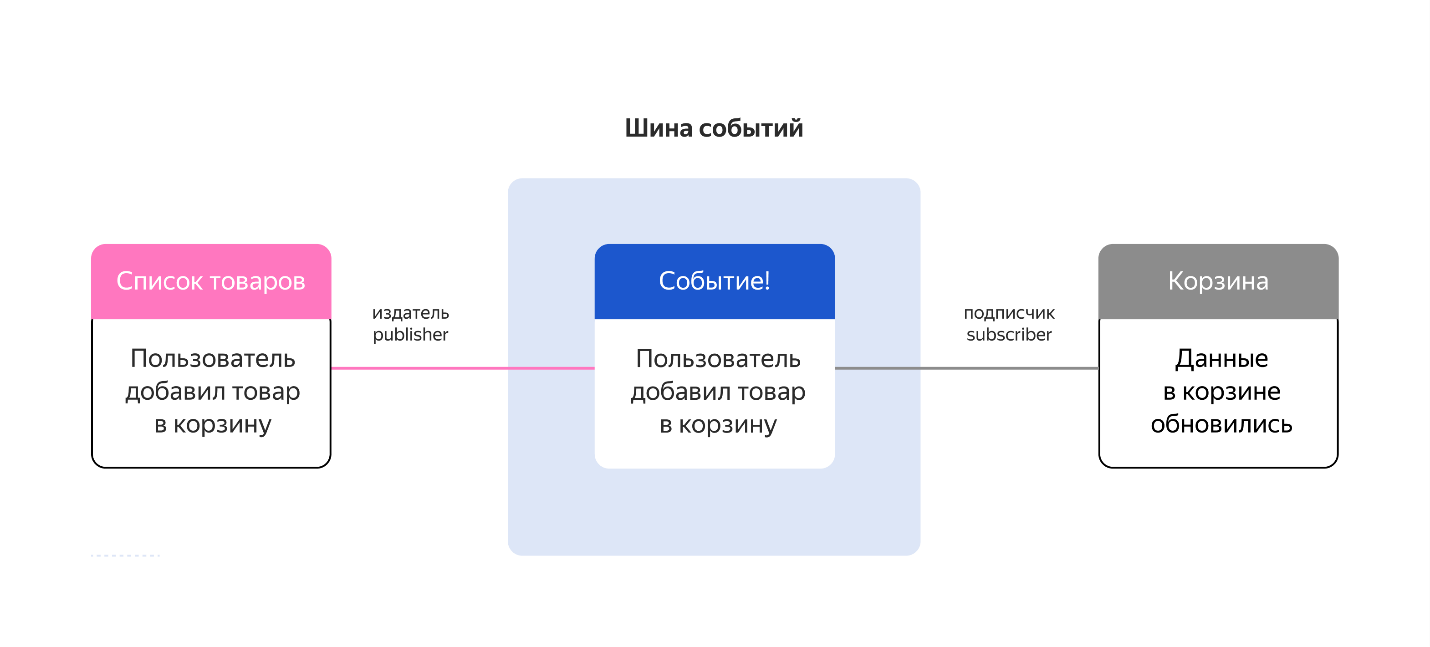 Шина событий
Список товаров
Пользователь
добавил товар
в корзину
издатель
publisher
Событие!
Пользователь
добавил товар
в корзину
подписчик
subscriber
Корзина
Данные
в корзине
обновились